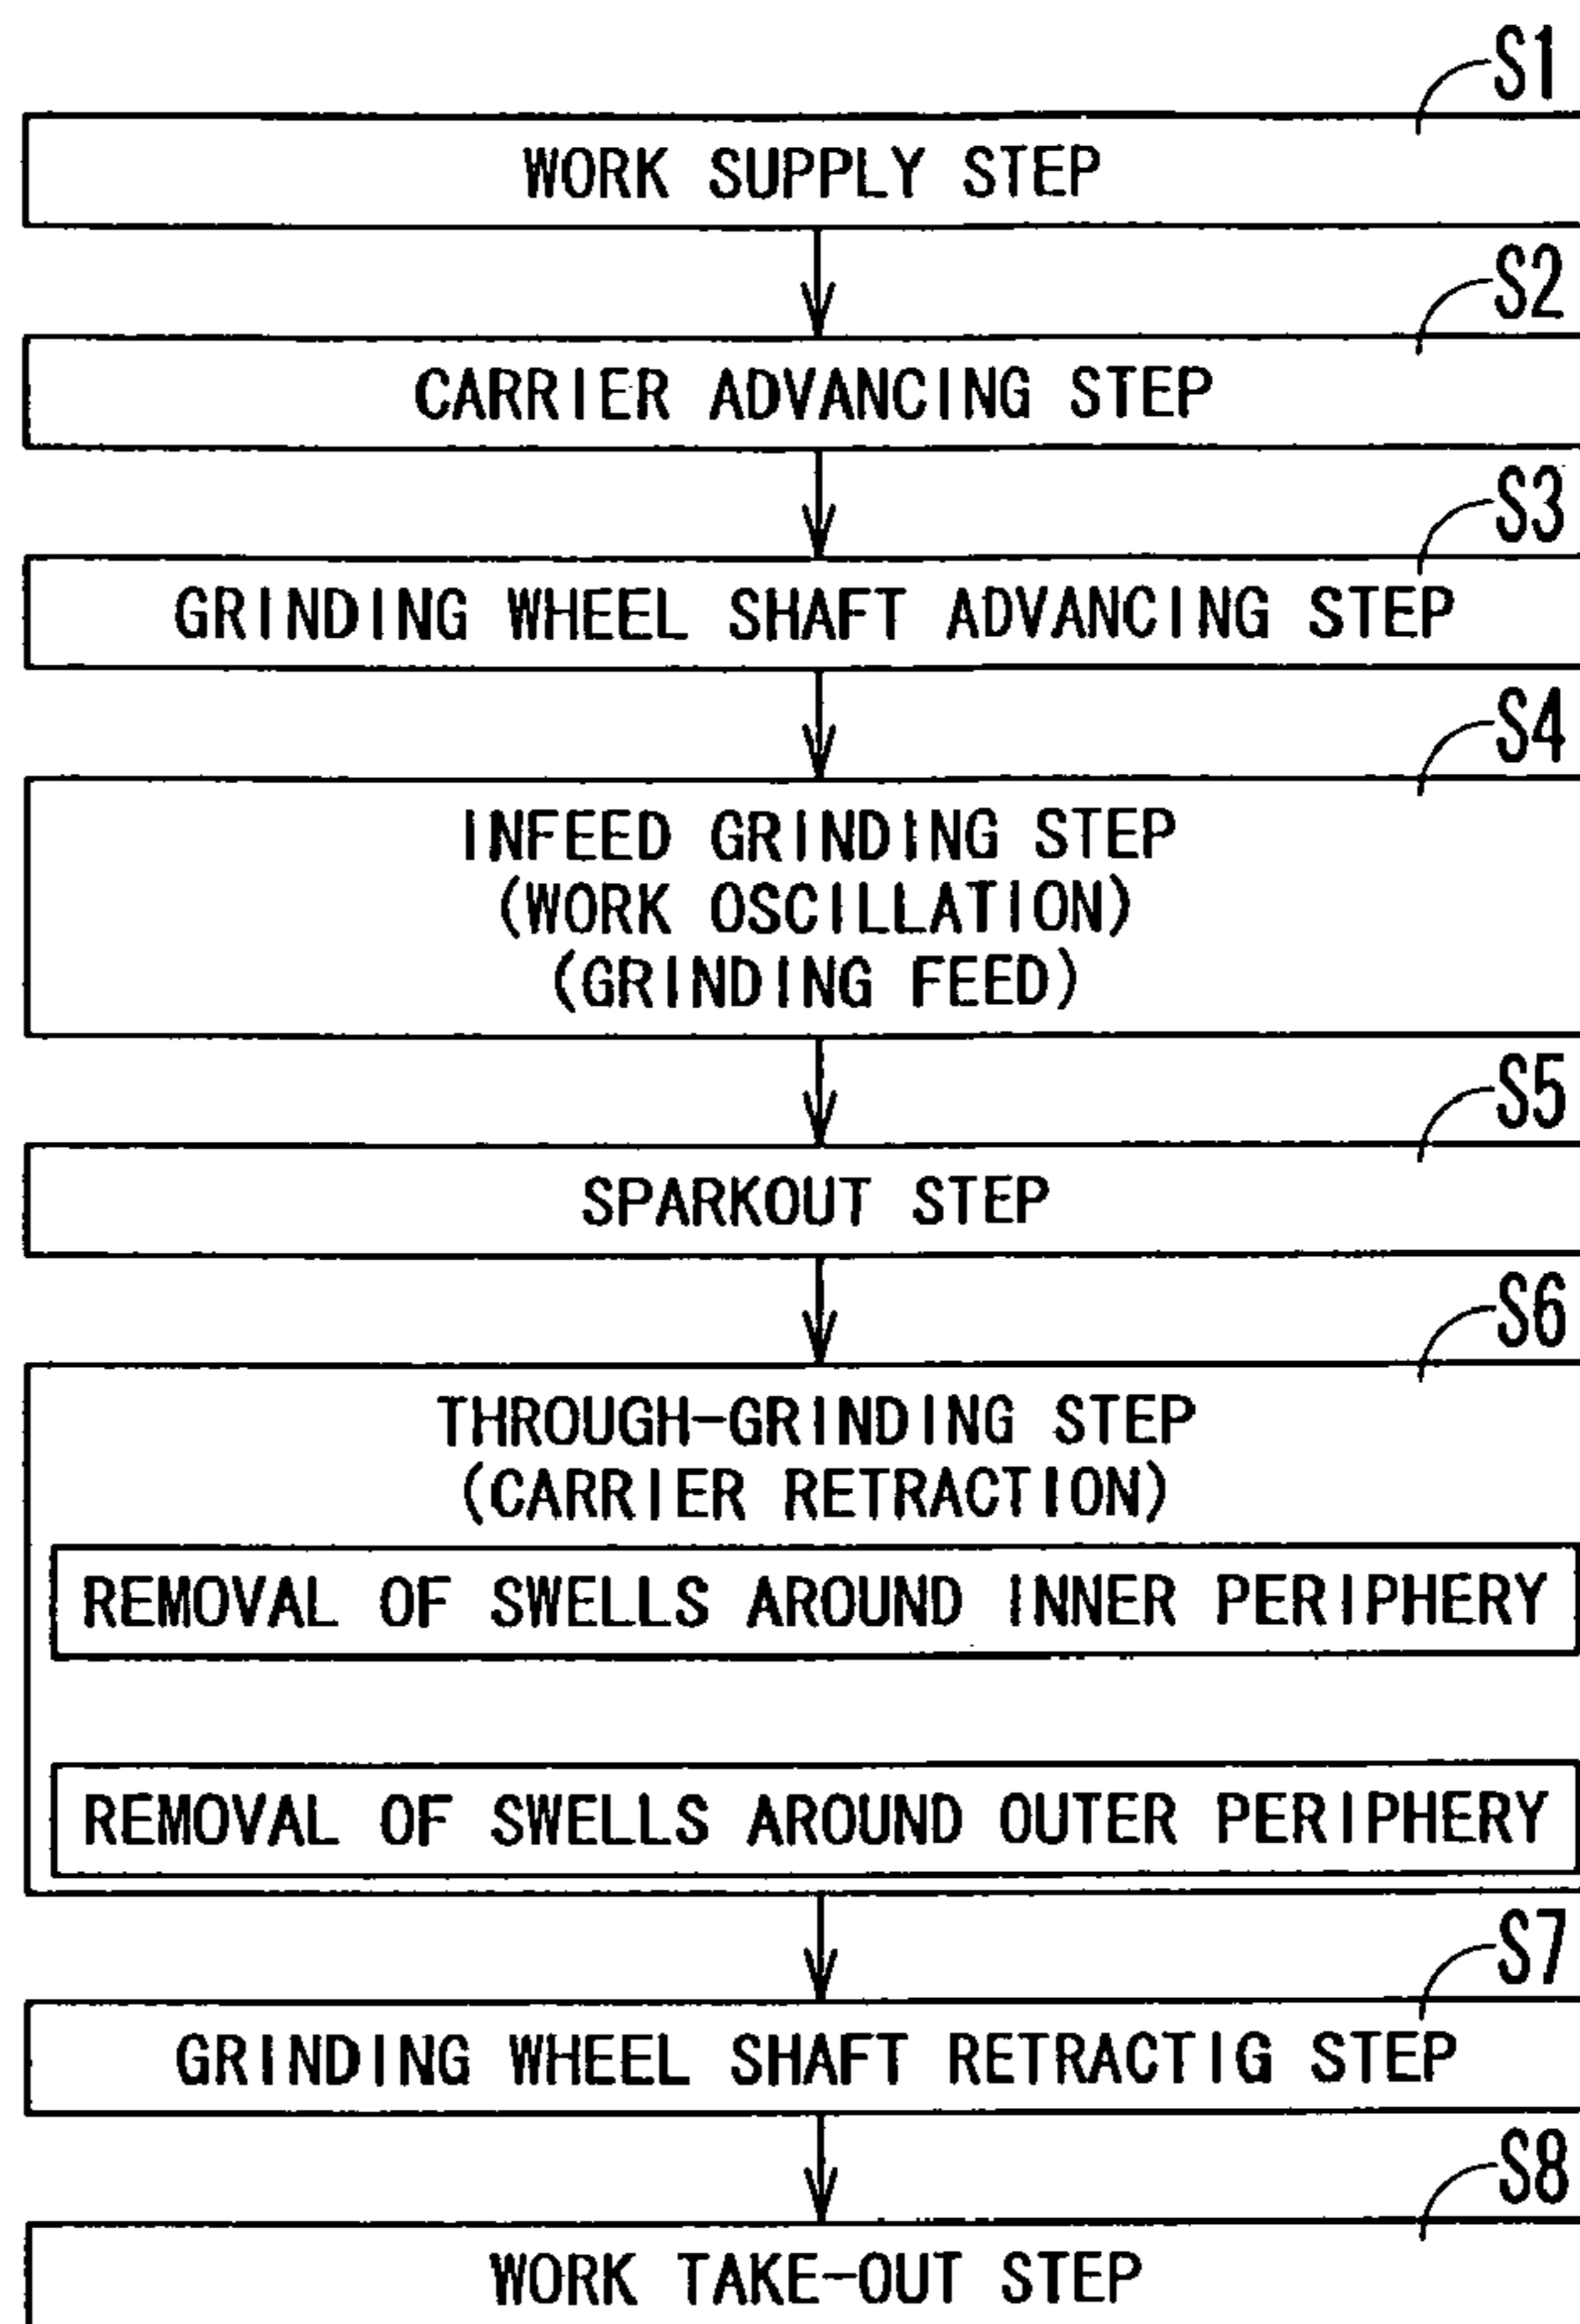 S1
WORK SUPPLY STEP
S2
CARRIER ADVANCING STEP
S3
GRINDING WHEEL SHAFT ADVANCING STEP
S4
INFEED GRINDING STEP
(WORK OSCILLATION)
(GRINDING FEED)
S5
SPARKOUT STEP
S6
THROUGH-GRINDING STEP
(CARRIER RETRACTION)
REMOVAL OF SWELLS AROUND INNER PERIPHERY
REMOVAL OF SWELLS AROUND OUTER PERIPHERY
S7
GRINDING WHEEL SHAFT RETRACTIG STEP
S8
WORK TAKE-OUT STEP